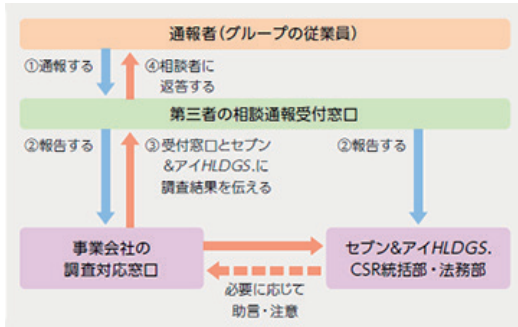 通報者(グループの従業員)
①通報する
④相談者に
返答する
第三者の相談通報受付窓口
②報告する
③受付窓口とセブン
&アイHLDGS.に
調査結果を伝える
②報告する
事業会社の
調査対応窓口
セブン&アイHLDGS.
CSR統括部・法務部
必要に応じて
助言・注意